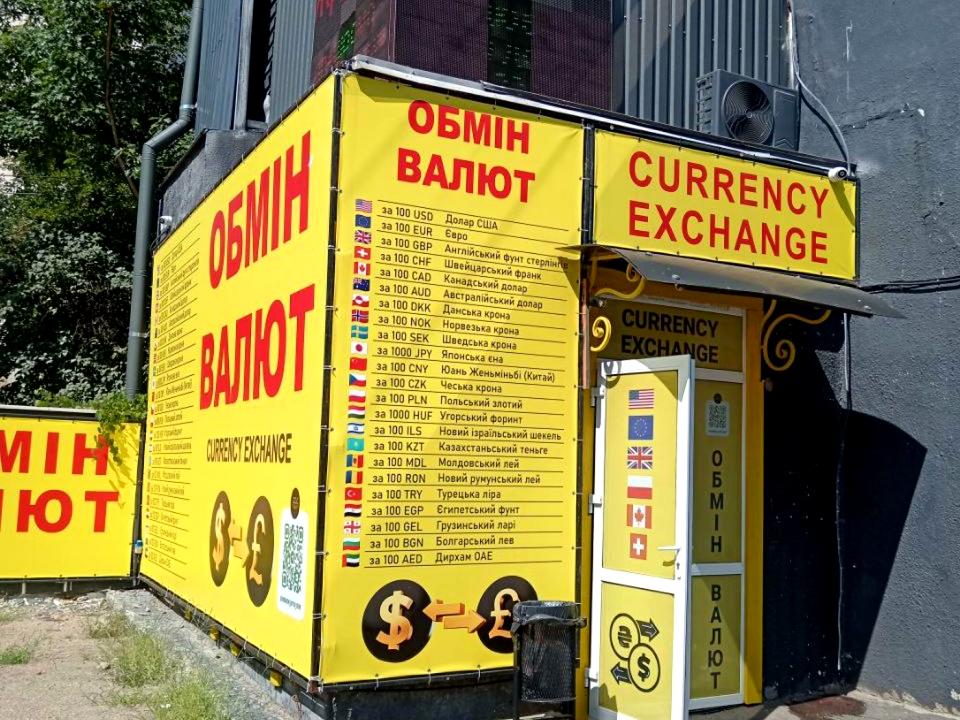 ОБМІН
ВАЛЮТ
за 100 USD Долар США
за 100 EUR Євро
за 100 GBP Англійський фунт стерлінгів
за 100 CHF Швейцарський франк
за 100 CAD Канадський долар
за 100 AUD Австралійський долар
за 100 DKK Данська крона
за 100 NOK Норвезька крона
за 100 SEK Шведська крона
за 1000 JPY Японська єна
за 100 CNY Юань Женьміньбі (Китай)
за 100 CZK Чеська крона
за 100 PLN Польський злотий
за 1000 HUF Угорський форинт
за 100 ILS Новий ізраїльський шекель
за 100 KZT Казахстанський теньге
за 100 MDL Молдовський лей
за 100 RON Новий румунський лей
за 100 TRY Турецька ліра
за 100 EGP Єгипетський фунт
за 100 GEL Грузинський ларі
за 100 BGN Болгарський лев
за 100 AED Дирхам ОАЕ
$ £
ОБМІН
ВАЛЮТ
CURRENCY EXCHANGE
$ £
МІН
ЮТ
CURRENCY
EXCHANGE
CURRENCY
EXCHANGE
ОБМІН
ВАЛЮТ
₴
$